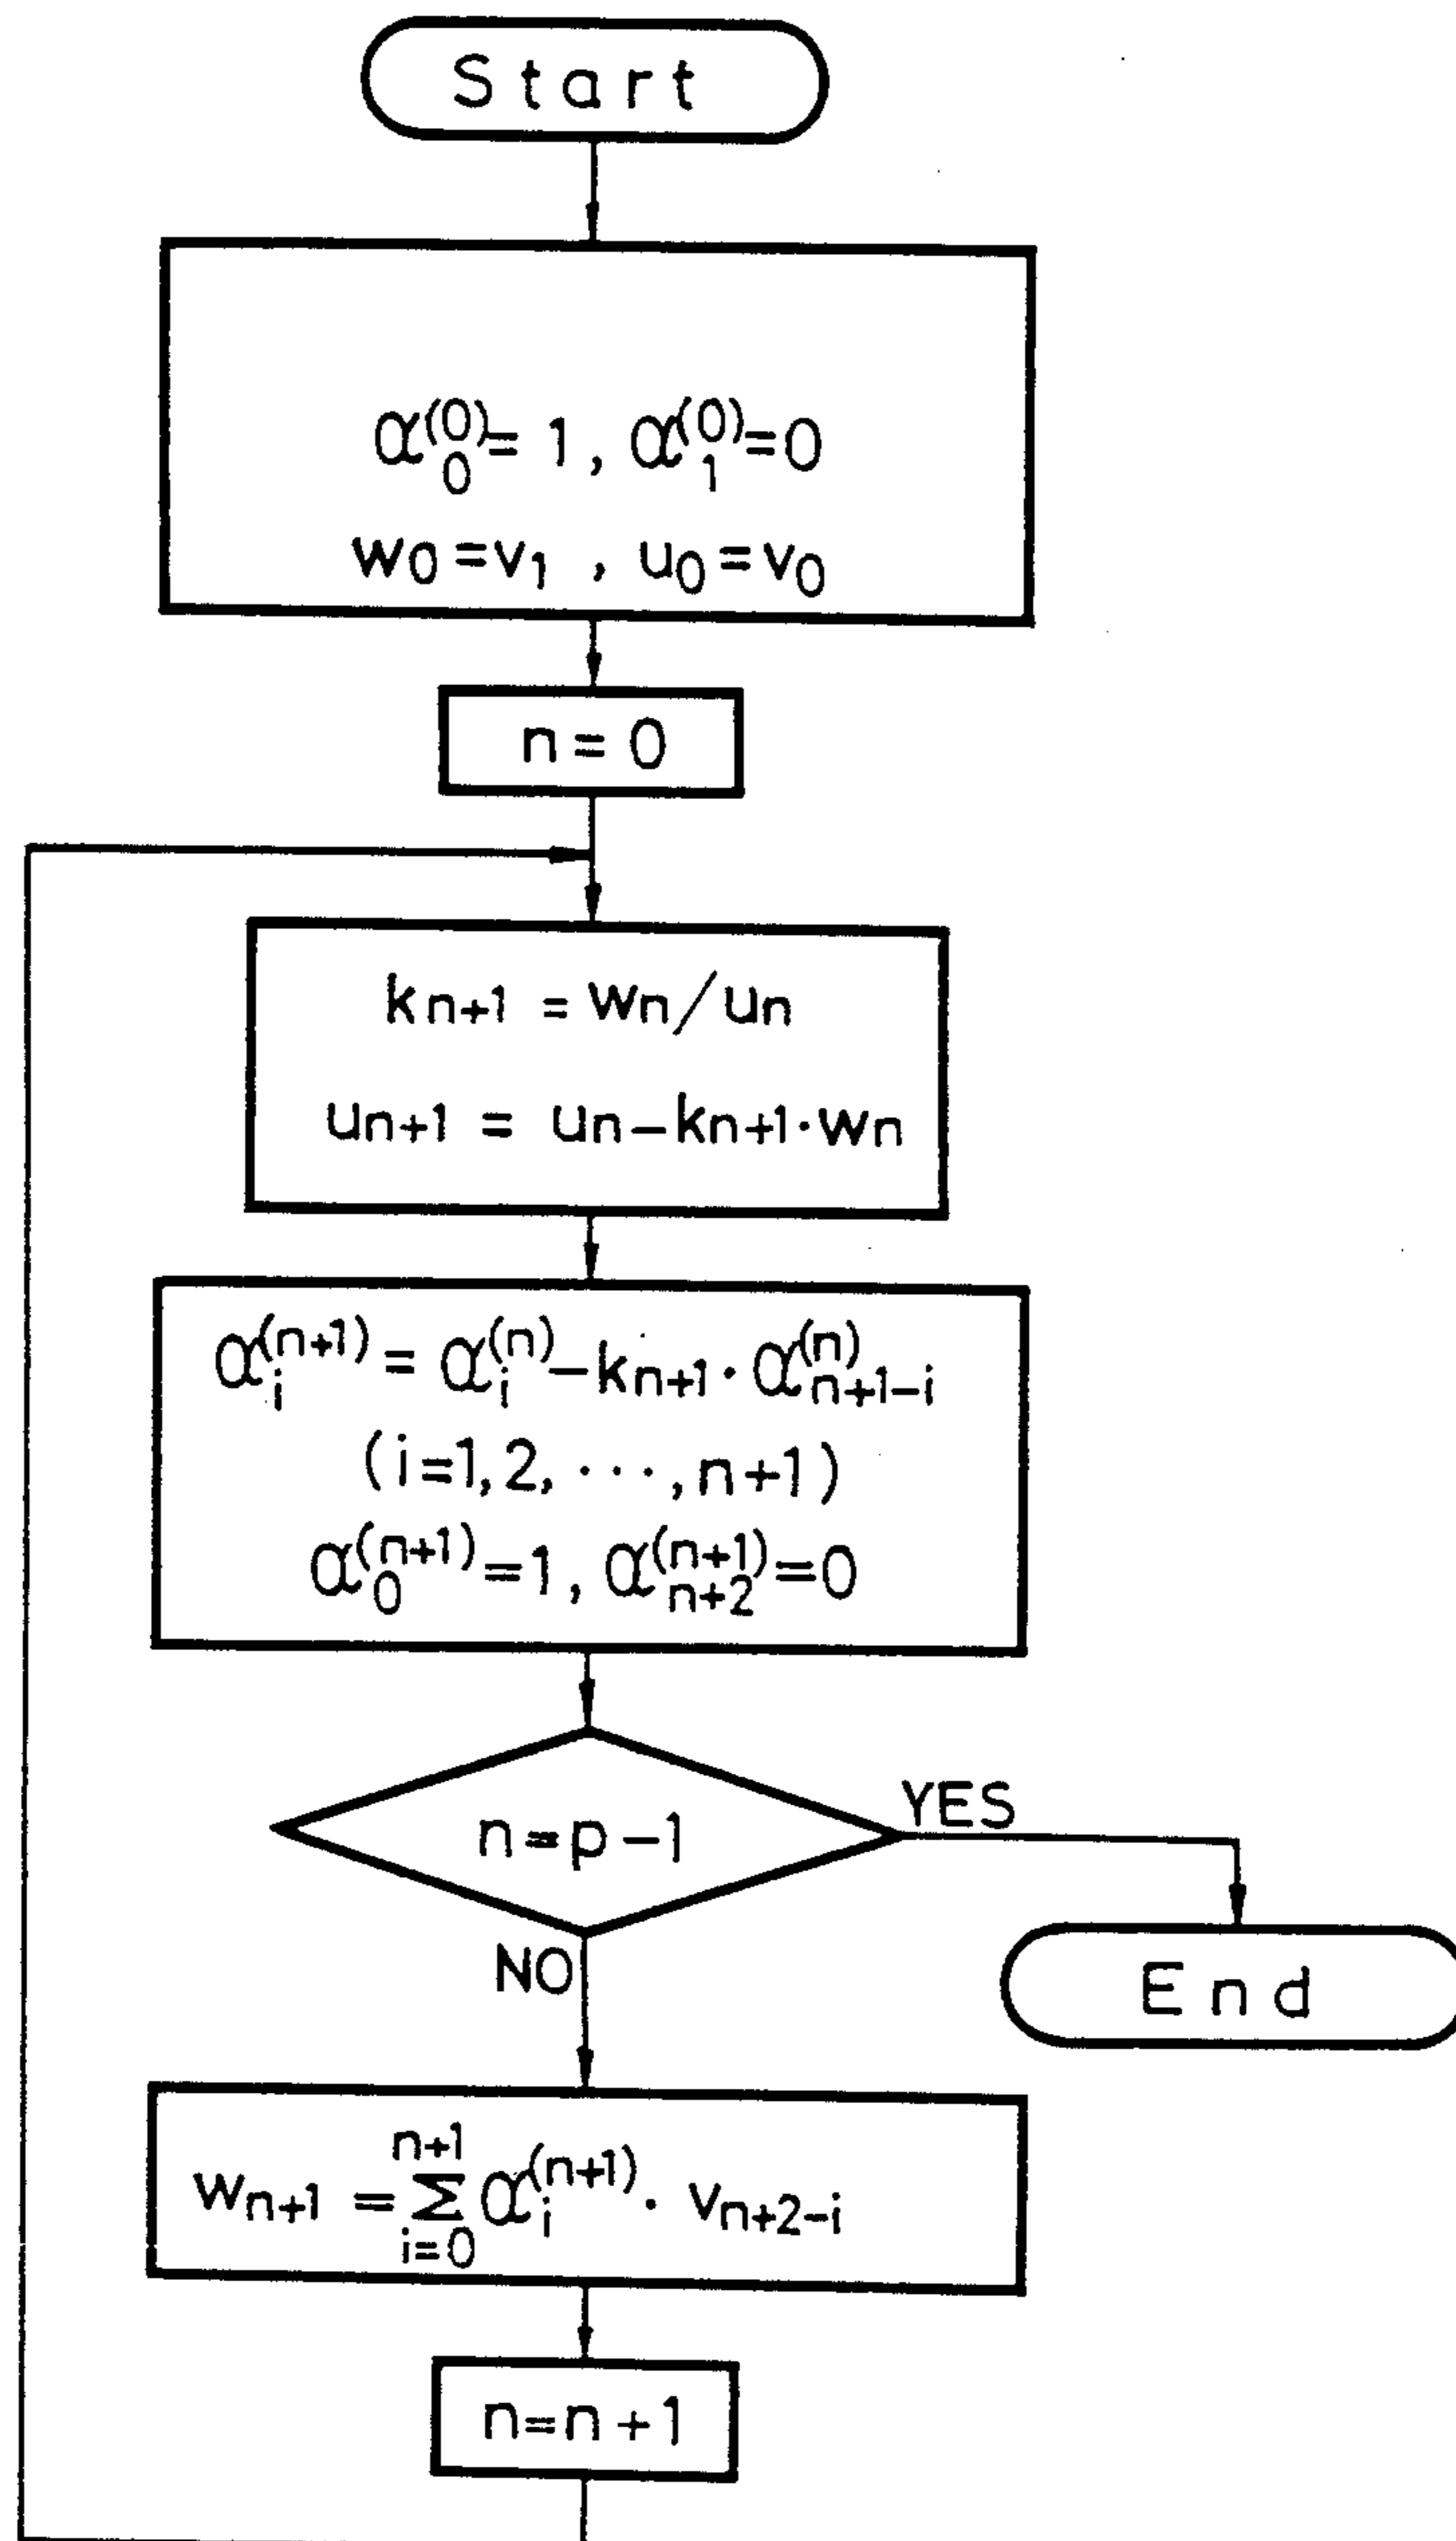 Start
α₀⁽⁰⁾= 1, α₁⁽⁰⁾=0
w₀ = v₁ , u₀ = v₀
n = 0
kₙ₊₁ = wₙ/uₙ
uₙ₊₁ = uₙ − kₙ₊₁·wₙ
αᵢ⁽ⁿ⁺¹⁾ = αᵢ⁽ⁿ⁾ − kₙ₊₁· αₙ₊₁₋ᵢ⁽ⁿ⁾
(i=1,2, ···, n+1)
α₀⁽ⁿ⁺¹⁾=1, αₙ₊₂⁽ⁿ⁺¹⁾=0
n = p − 1
YES
NO
End
wₙ₊₁ = Σᵢ₌₀ⁿ⁺¹ αᵢ⁽ⁿ⁺¹⁾· vₙ₊₂₋ᵢ
n = n + 1